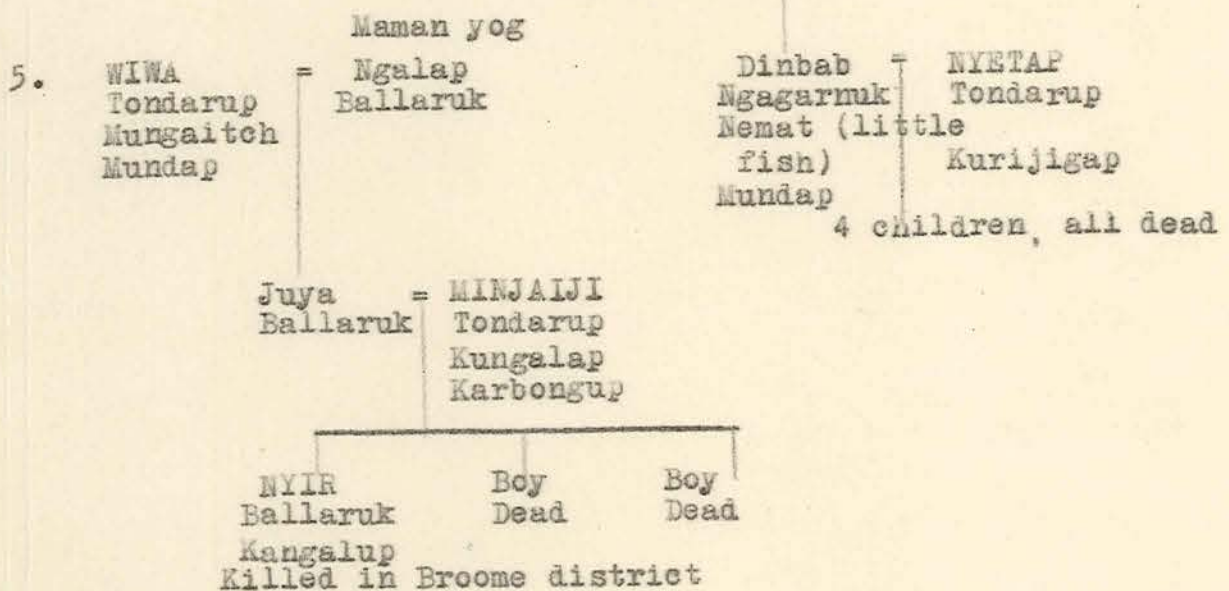 Maman yog
5. WIWA = Ngalap
Tondarup Ballaruk
Mungaitch
Mundap
Dinbab = NYETAP
Ngagarnuk Tondarup
Nemat (little
fish) Kurijigap
Mundap
4 children, all dead
Juya = MINJAIJI
Ballaruk Tondarup
Kungalap
Karbongup
NYIR Boy Boy
Ballaruk Dead Dead
Kangalup
Killed in Broome district